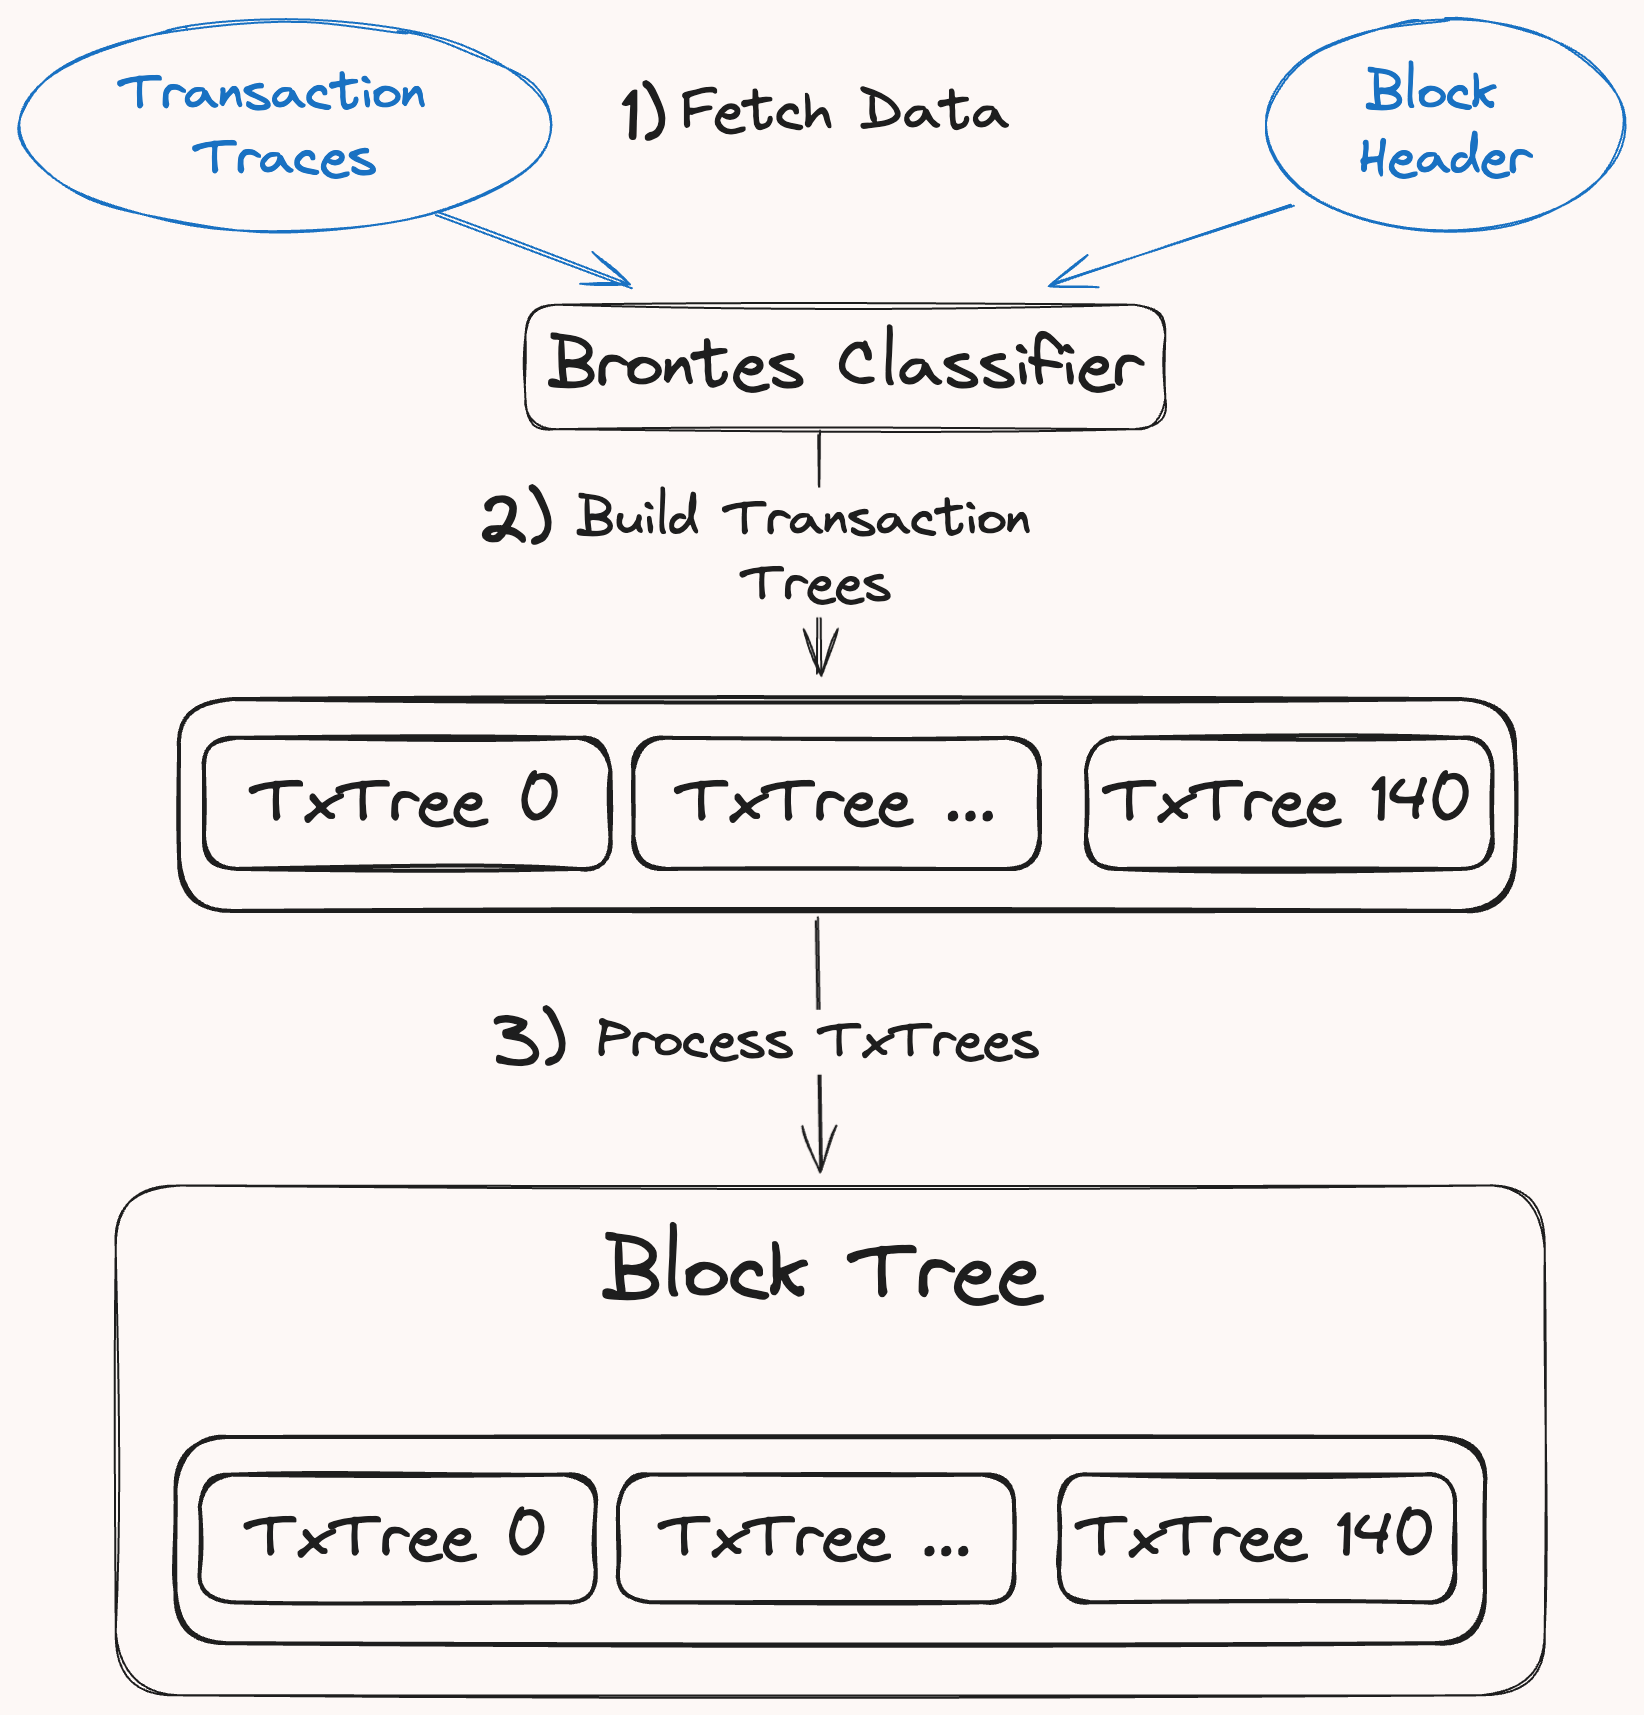 Transaction
Traces
1) Fetch Data
Block
Header
Brontes Classifier
2) Build Transaction
Trees
TxTree 0
TxTree ...
TxTree 140
3) Process TxTrees
Block Tree
TxTree 0
TxTree ...
TxTree 140